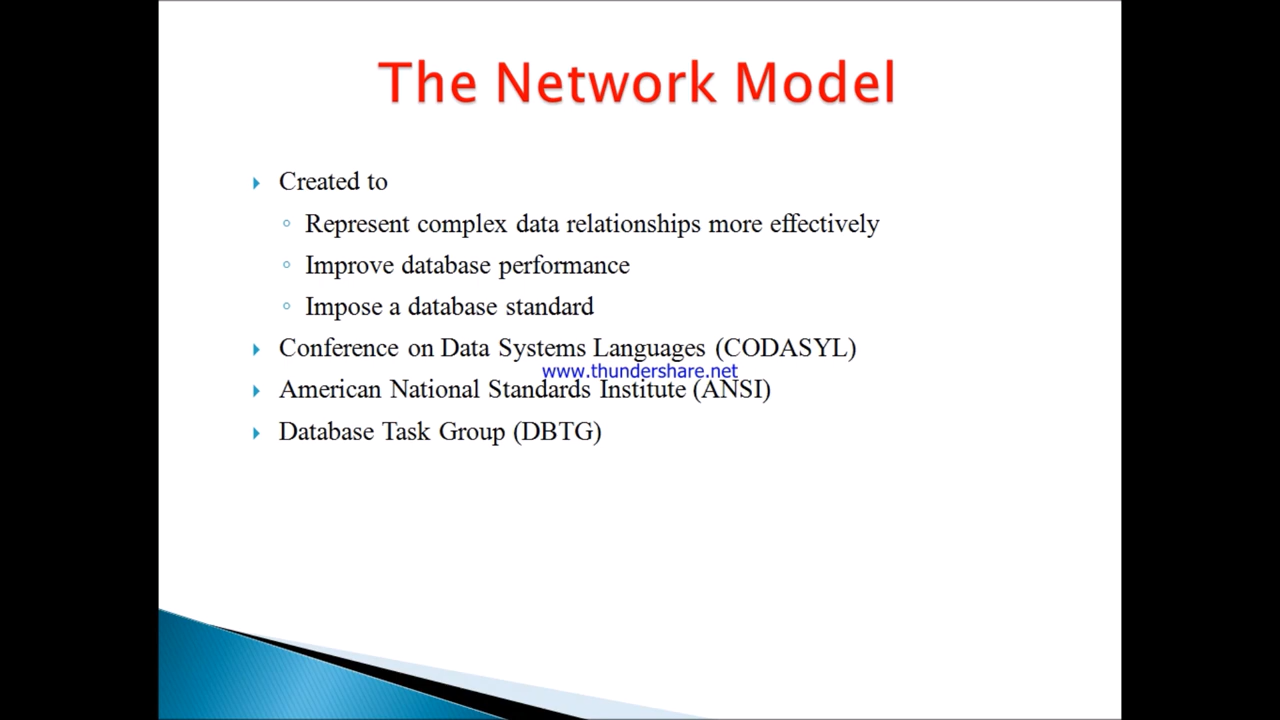 The Network Model
Created to
Represent complex data relationships more effectively
Improve database performance
Impose a database standard
Conference on Data Systems Languages (CODASYL)
www.thundershare.net
American National Standards Institute (ANSI)
Database Task Group (DBTG)